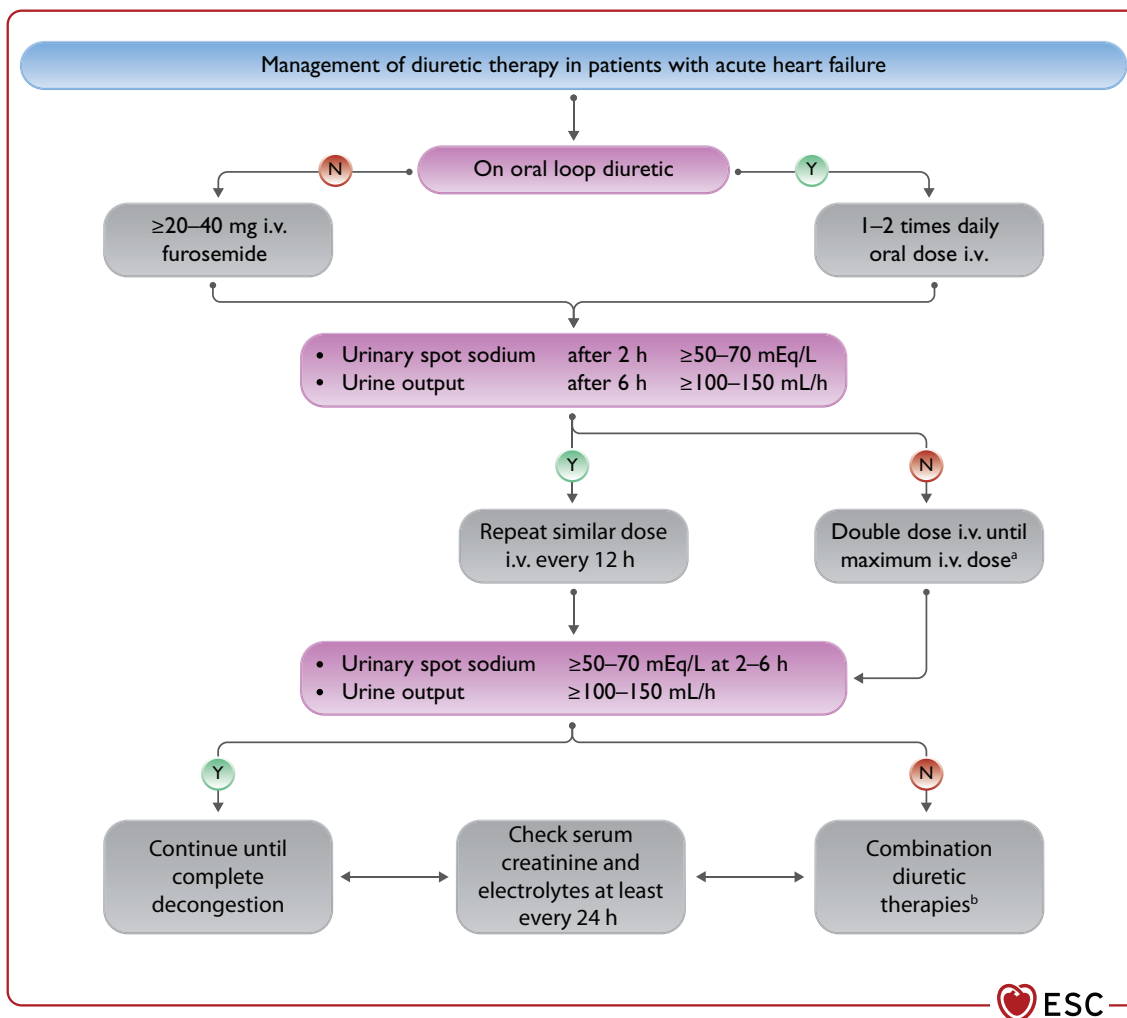 Management of diuretic therapy in patients with acute heart failure
On oral loop diuretic
N
Y
≥20–40 mg i.v.
furosemide
1–2 times daily
oral dose i.v.
• Urinary spot sodium after 2 h ≥50–70 mEq/L
• Urine output after 6 h ≥100–150 mL/h
Y
N
Repeat similar dose
i.v. every 12 h
Double dose i.v. until
maximum i.v. doseᵃ
• Urinary spot sodium ≥50–70 mEq/L at 2–6 h
• Urine output ≥100–150 mL/h
Y
N
Continue until
complete
decongestion
Check serum
creatinine and
electrolytes at least
every 24 h
Combination
diuretic
therapiesᵇ
ESC